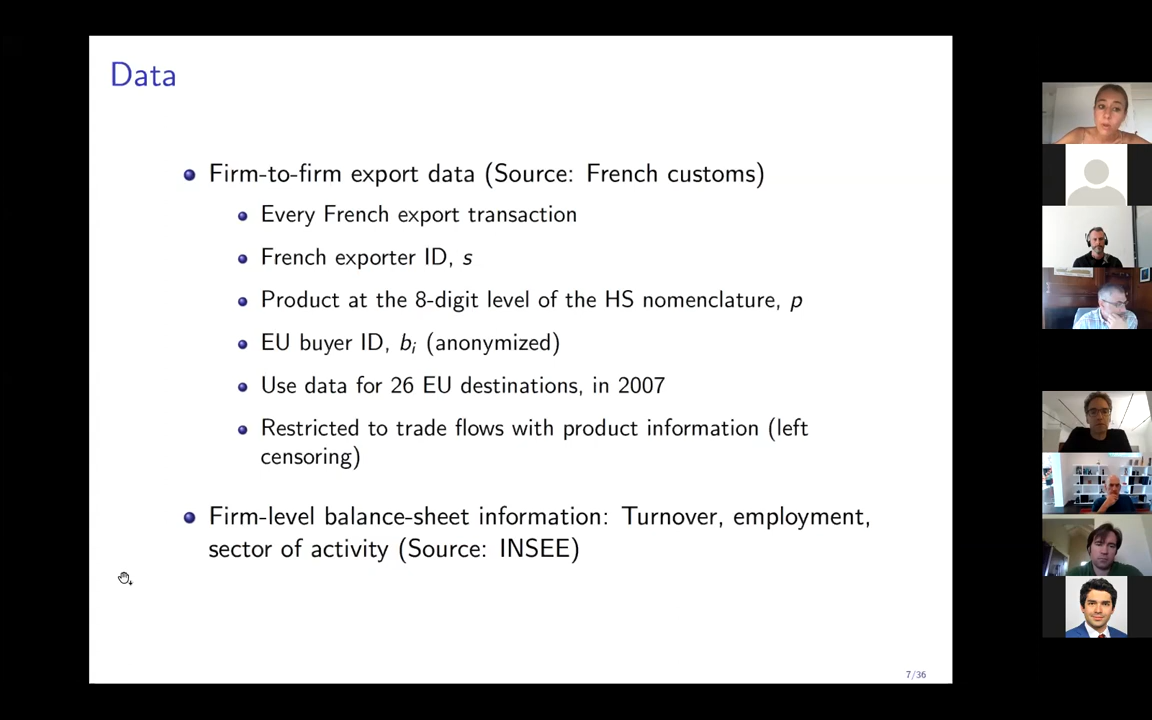 Data
Firm-to-firm export data (Source: French customs)
Every French export transaction
French exporter ID, s
Product at the 8-digit level of the HS nomenclature, p
EU buyer ID, bᵢ (anonymized)
Use data for 26 EU destinations, in 2007
Restricted to trade flows with product information (left
censoring)
Firm-level balance-sheet information: Turnover, employment,
sector of activity (Source: INSEE)
7/36